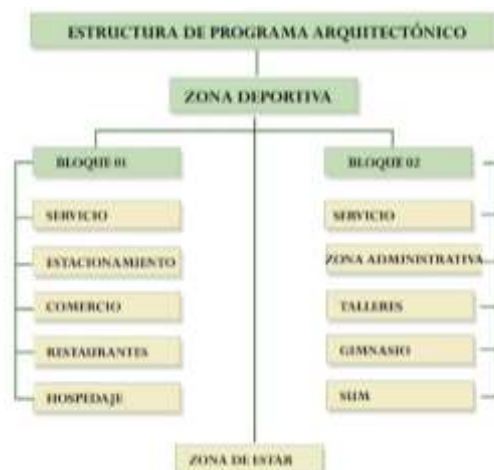 ESTRUCTURA DE PROGRAMA ARQUITECTÓNICO
ZONA DEPORTIVA
BLOQUE 01
SERVICIO
ESTACIONAMIENTO
COMERCIO
RESTAURANTES
HOSPEDAJE
BLOQUE 02
SERVICIO
ZONA ADMINISTRATIVA
TALLERES
GIMNASIO
SUM
ZONA DE ESTAR